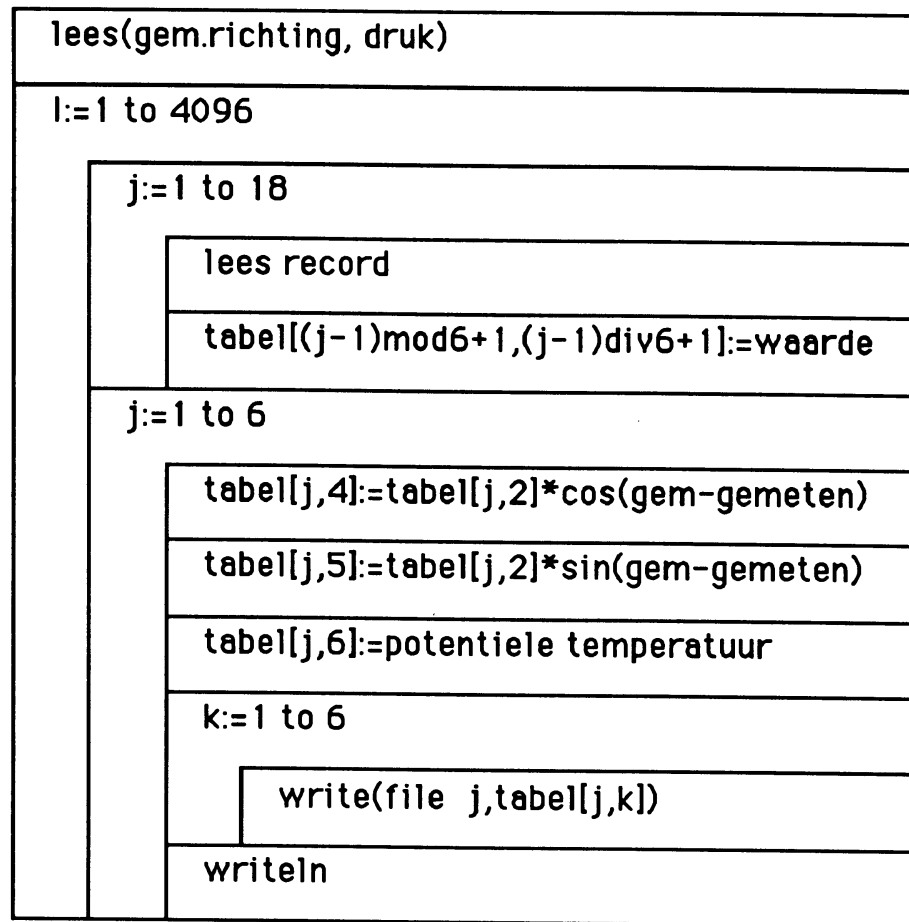 lees(gem.richting, druk)
l:=1 to 4096
j:=1 to 18
lees record
tabel[(j-1)mod6+1,(j-1)div6+1]:=waarde
j:=1 to 6
tabel[j,4]:=tabel[j,2]*cos(gem-gemeten)
tabel[j,5]:=tabel[j,2]*sin(gem-gemeten)
tabel[j,6]:=potentiele temperatuur
k:=1 to 6
write(file j,tabel[j,k])
writeln